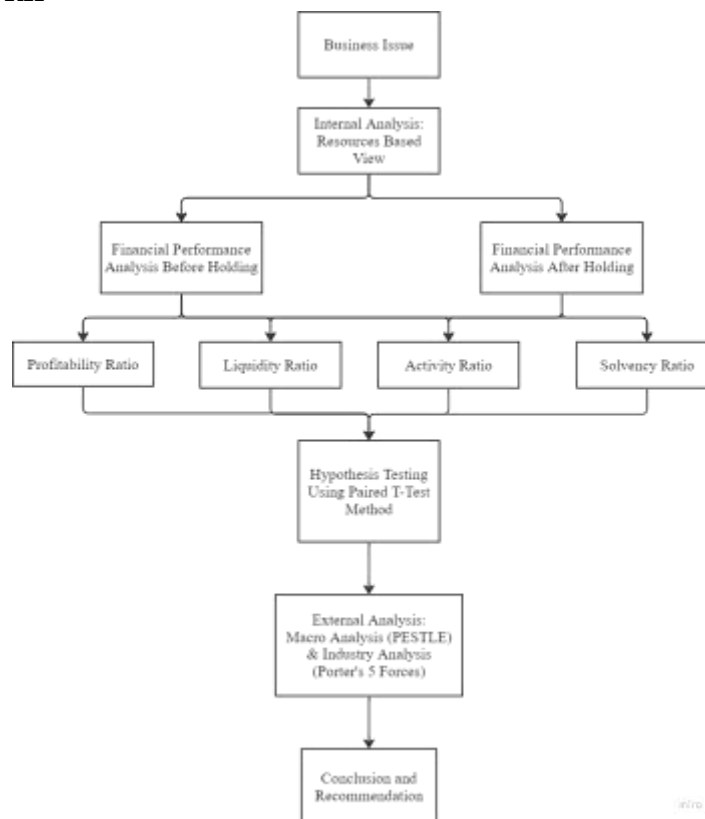 Business Issue
Internal Analysis:
Resources Based
View
Financial Performance
Analysis Before Holding
Financial Performance
Analysis After Holding
Profitability Ratio
Liquidity Ratio
Activity Ratio
Solvency Ratio
Hypothesis Testing
Using Paired T-Test
Method
External Analysis:
Macro Analysis (PESTLE)
& Industry Analysis
(Porter's 5 Forces)
Conclusion and
Recommendation
miro